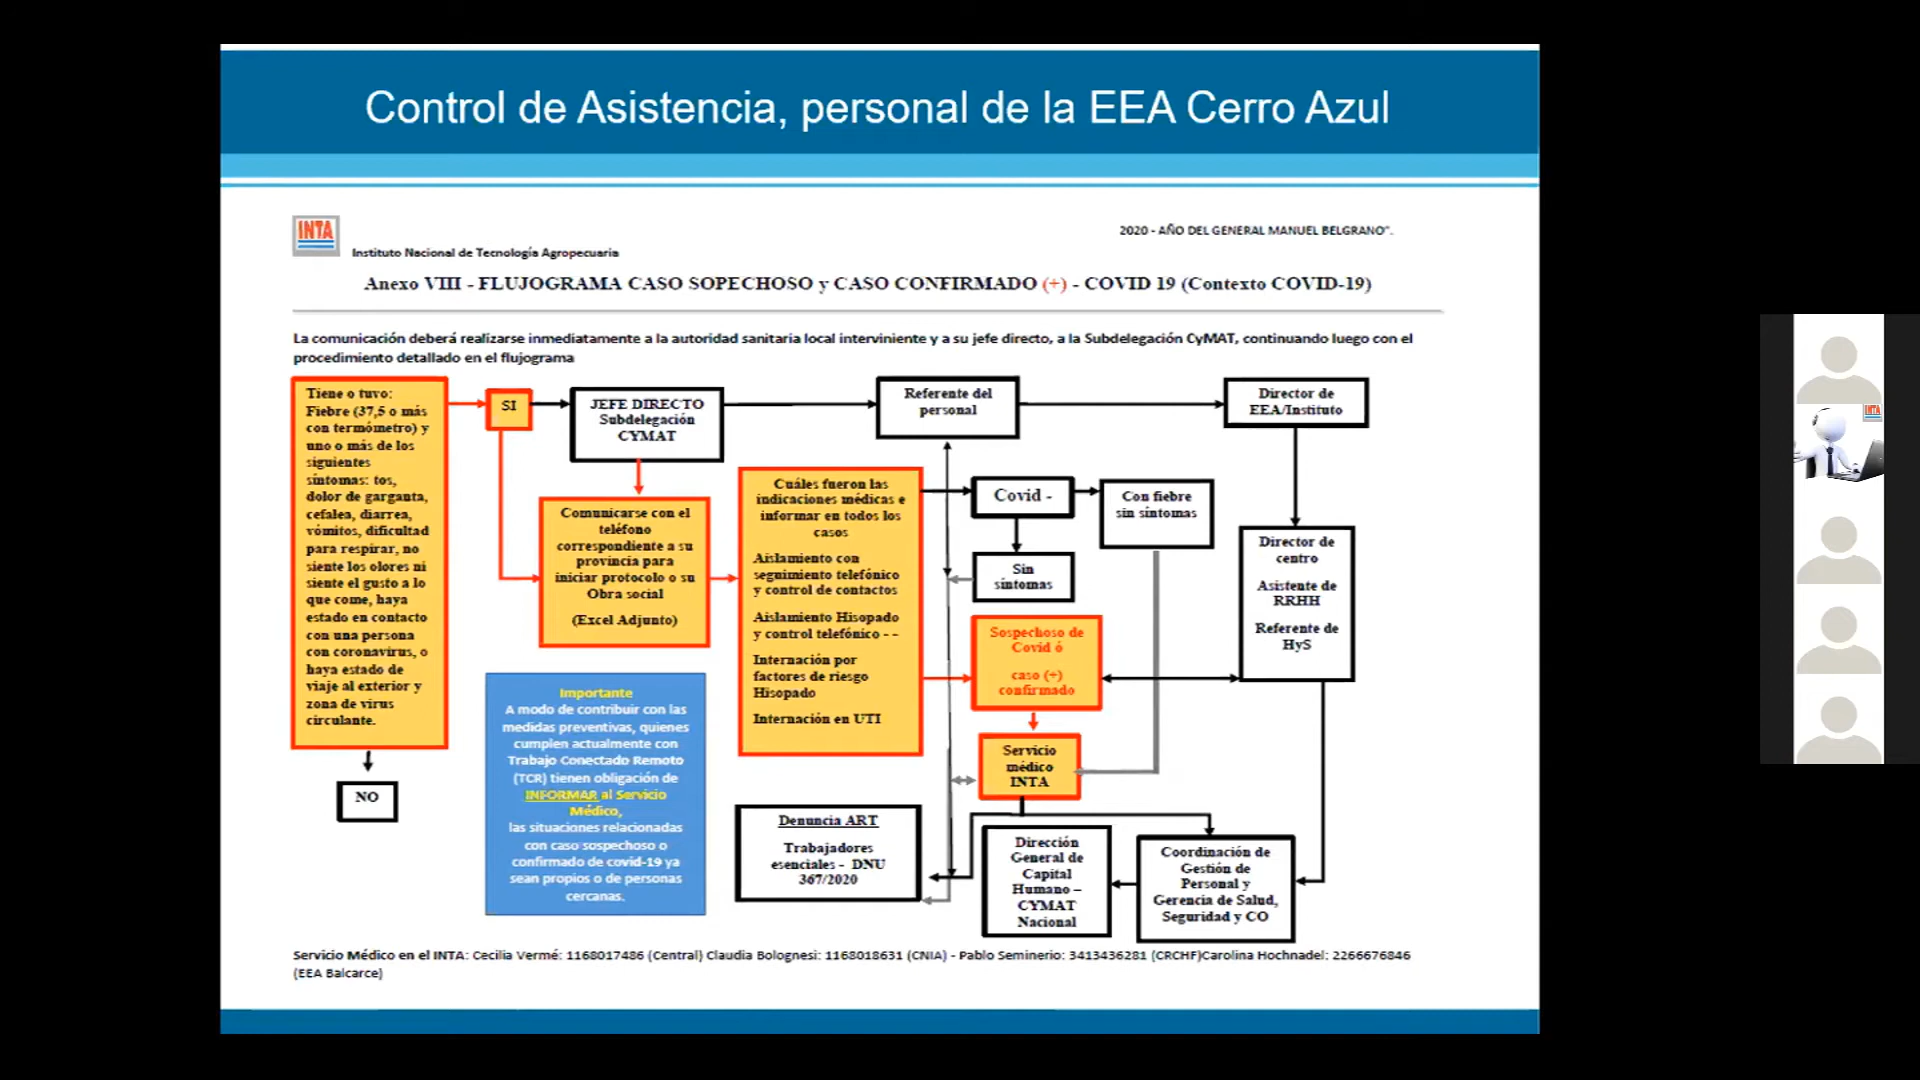 Control de Asistencia, personal de la EEA Cerro Azul
INTA
2020 - AÑO DEL GENERAL MANUEL BELGRANO".
Instituto Nacional de Tecnología Agropecuaria
Anexo VIII - FLUJOGRAMA CASO SOPECHOSO y CASO CONFIRMADO (+) - COVID 19 (Contexto COVID-19)
La comunicación deberá realizarse inmediatamente a la autoridad sanitaria local interviniente y a su jefe directo, a la Subdelegación CyMAT, continuando luego con el
procedimiento detallado en el flujograma
Tiene o tuvo:
Fiebre (37,5 o más
con termómetro) y
uno o más de los
siguientes
síntomas: tos,
dolor de garganta,
cefalea, diarrea,
vómitos, dificultad
para respirar, no
siente los olores ni
siente el gusto a lo
que come, haya
estado en contacto
con una persona
con coronavirus, o
haya estado de
viaje al exterior y
zona de virus
circulante.
NO
SI
JEFE DIRECTO
Subdelegación
CYMAT
Referente del
personal
Director de
EEA/Instituto
Comunicarse con el
teléfono
correspondiente a su
provincia para
iniciar protocolo o su
Obra social
(Excel Adjunto)
Cuáles fueron las
indicaciones médicas e
informar en todos los
casos
Aislamiento con
seguimiento telefónico
y control de contactos
Aislamiento Hisopado
y control telefónico - -
Internación por
factores de riesgo
Hisopado
Internación en UTI
Covid -
Con fiebre
sin síntomas
Sin
síntomas
Director de
centro
Asistente de
RRHH
Referente de
HyS
Sospechoso de
Covid ó
caso (+)
confirmado
Servicio
médico
INTA
Importante
A modo de contribuir con las
medidas preventivas, quienes
cumplen actualmente con
Trabajo Conectado Remoto
(TCR) tienen obligación de
INFORMAR al Servicio
Médico,
las situaciones relacionadas
con caso sospechoso o
confirmado de covid-19 ya
sean propios o de personas
cercanas.
Denuncia ART
Trabajadores
esenciales - DNU
367/2020
Dirección
General de
Capital
Humano –
CYMAT
Nacional
Coordinación de
Gestión de
Personal y
Gerencia de Salud,
Seguridad y CO
Servicio Médico en el INTA: Cecilia Vermé: 1168017486 (Central) Claudia Bolognesi: 1168018631 (CNIA) - Pablo Seminerio: 3413436281 (CRCHF)Carolina Hochnadel: 2266676846
(EEA Balcarce)
INTA